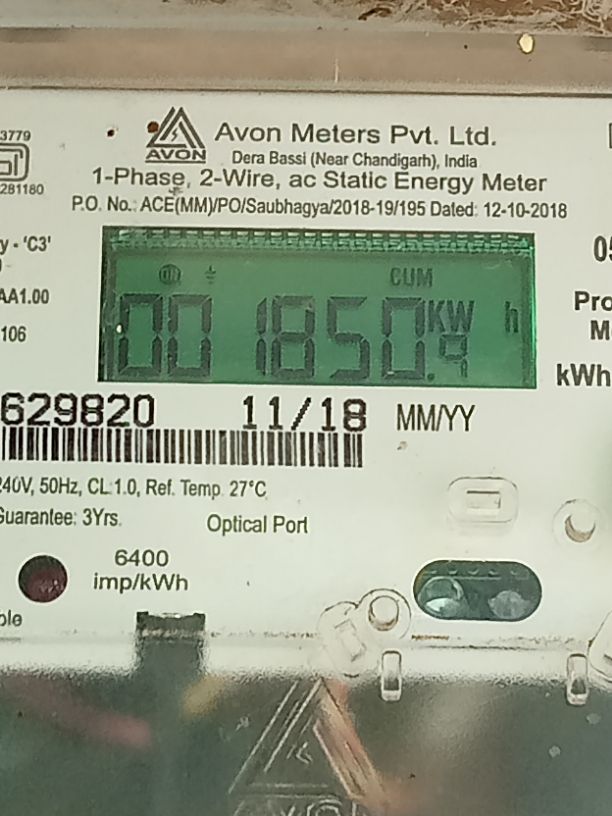 3779
281180
AVON
Avon Meters Pvt. Ltd.
Dera Bassi (Near Chandigarh), India
1-Phase, 2-Wire, ac Static Energy Meter
P.O. No.: ACE(MM)/PO/Saubhagya/2018-19/195 Dated: 12-10-2018
y - 'C3'
AA1.00
106
CUM
001850.9 KW h
05
Pro
M
kWh
629820 11/18 MM/YY
240V, 50Hz, CL 1.0, Ref. Temp. 27°C
Guarantee: 3Yrs.
Optical Port
6400
imp/kWh
ble